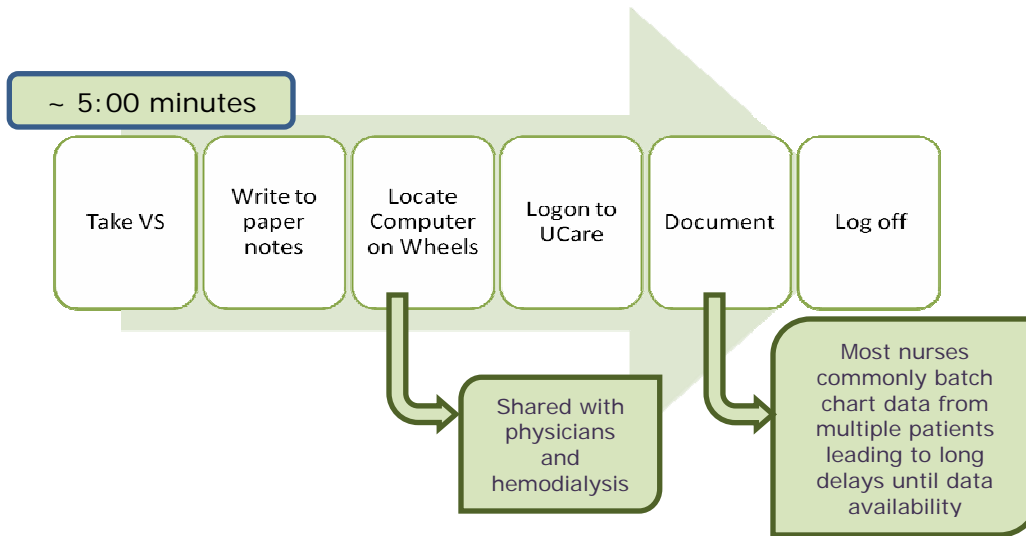 ~ 5:00 minutes
Take VS
Write to
paper
notes
Locate
Computer
on Wheels
Logon to
UCare
Document
Log off
Shared with
physicians
and
hemodialysis
Most nurses
commonly batch
chart data from
multiple patients
leading to long
delays until data
availability